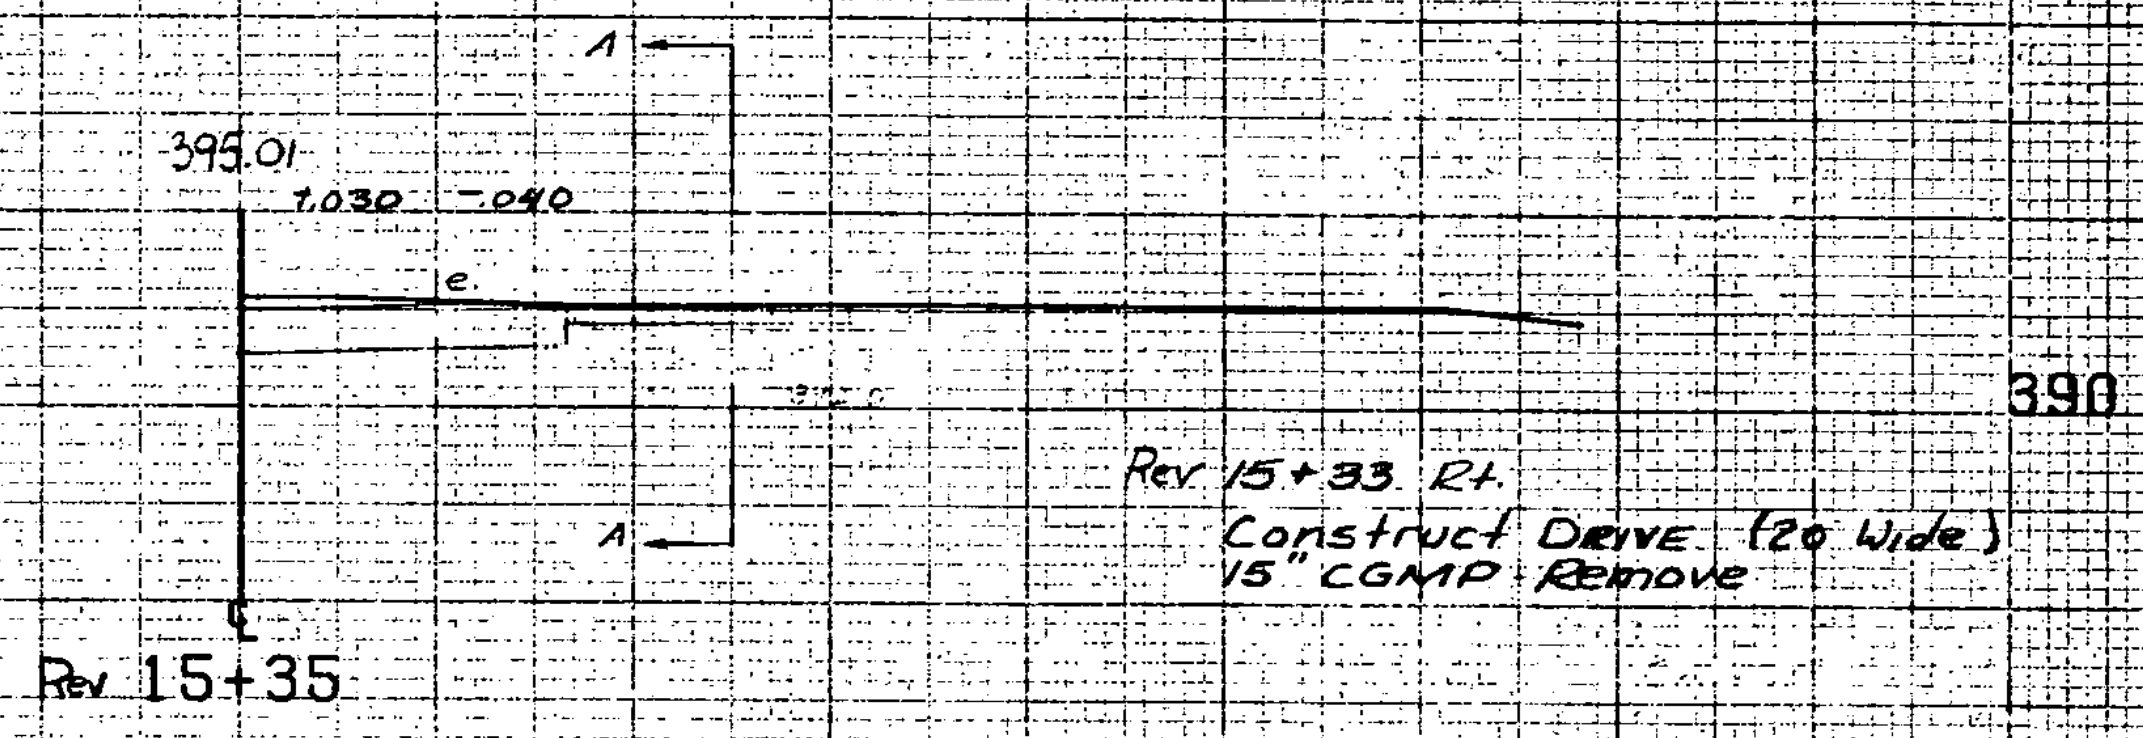 A
395.01
+.030 -.040
e.
390
Rev 15+33 Rt.
A
Construct DRIVE (20 Wide)
15" CGMP Remove
℄
Rev 15+35